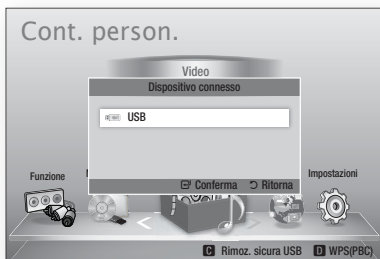 Cont. person.
Video
Dispositivo connesso
USB
Funzione
Impostazioni
Conferma Ritorna
C Rimoz. sicura USB D WPS(PBC)